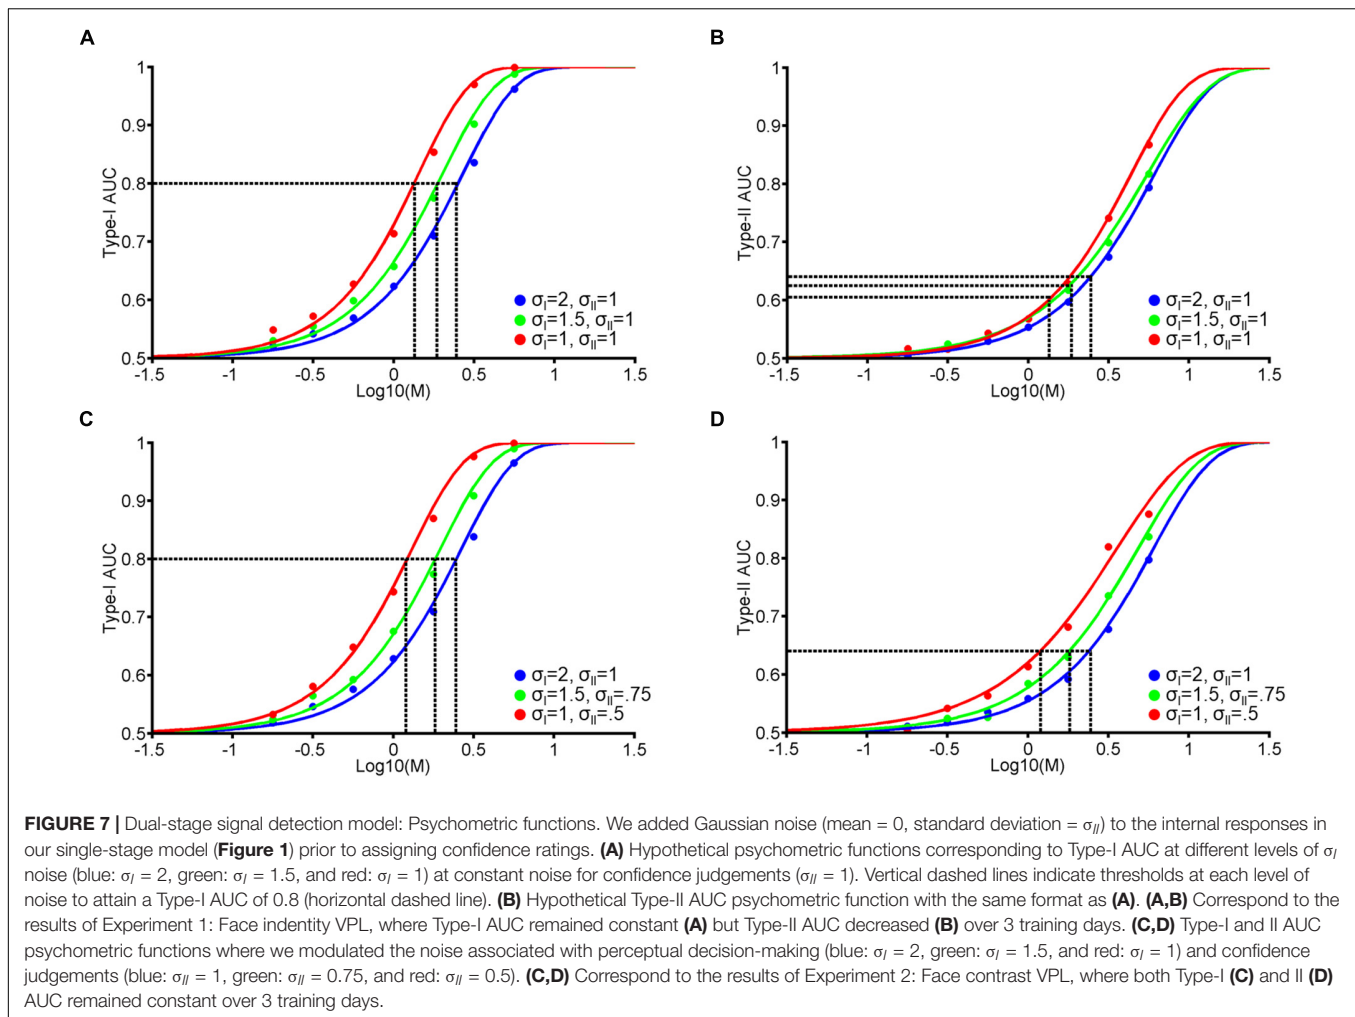 A
1
0.9
0.8
0.7
0.6
0.5
Type-I AUC
-1.5
-1
-0.5
0
0.5
1
1.5
Log10(M)
σI=2, σII=1
σI=1.5, σII=1
σI=1, σII=1
B
1
0.9
0.8
0.7
0.6
0.5
Type-II AUC
-1.5
-1
-0.5
0
0.5
1
1.5
Log10(M)
σI=2, σII=1
σI=1.5, σII=1
σI=1, σII=1
C
1
0.9
0.8
0.7
0.6
0.5
Type-I AUC
-1.5
-1
-0.5
0
0.5
1
1.5
Log10(M)
σI=2, σII=1
σI=1.5, σII=.75
σI=1, σII=.5
D
1
0.9
0.8
0.7
0.6
0.5
Type-II AUC
-1.5
-1
-0.5
0
0.5
1
1.5
Log10(M)
σI=2, σII=1
σI=1.5, σII=.75
σI=1, σII=.5
FIGURE 7 | Dual-stage signal detection model: Psychometric functions. We added Gaussian noise (mean = 0, standard deviation = σII) to the internal responses in
our single-stage model (Figure 1) prior to assigning confidence ratings. (A) Hypothetical psychometric functions corresponding to Type-I AUC at different levels of σI
noise (blue: σI = 2, green: σI = 1.5, and red: σI = 1) at constant noise for confidence judgements (σII = 1). Vertical dashed lines indicate thresholds at each level of
noise to attain a Type-I AUC of 0.8 (horizontal dashed line). (B) Hypothetical Type-II AUC psychometric function with the same format as (A). (A,B) Correspond to the
results of Experiment 1: Face indentity VPL, where Type-I AUC remained constant (A) but Type-II AUC decreased (B) over 3 training days. (C,D) Type-I and II AUC
psychometric functions where we modulated the noise associated with perceptual decision-making (blue: σI = 2, green: σI = 1.5, and red: σI = 1) and confidence
judgements (blue: σII = 1, green: σII = 0.75, and red: σII = 0.5). (C,D) Correspond to the results of Experiment 2: Face contrast VPL, where both Type-I (C) and II (D)
AUC remained constant over 3 training days.